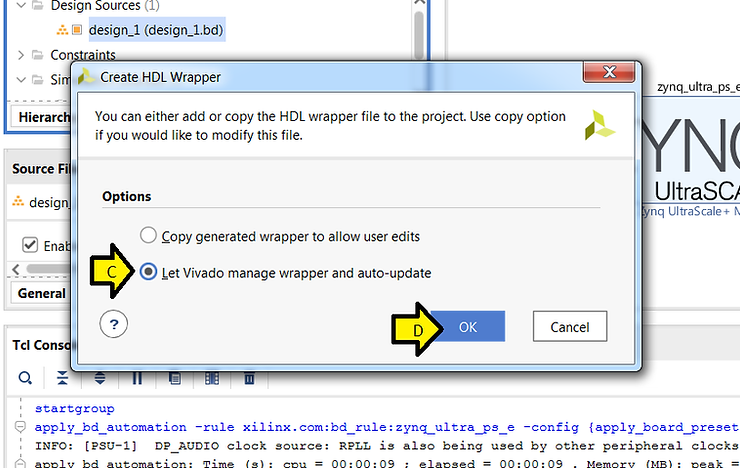 Design Sources (1)
design_1 (design_1.bd)
Constraints
Sim
Hierarch
Source Fil
design_
Enab
General
Create HDL Wrapper
X
You can either add or copy the HDL wrapper file to the project. Use copy option
if you would like to modify this file.
Options
Copy generated wrapper to allow user edits
C
Let Vivado manage wrapper and auto-update
?
D
OK
Cancel
zynq_ultra_ps_e
ZYNQ
UltraSCA
Zynq UltraScale+ M
Tcl Conso
startgroup
apply_bd_automation -rule xilinx.com:bd_rule:zynq_ultra_ps_e -config {apply_board_preset
INFO: [PSU-1]  DP_AUDIO clock source: RPLL is also being used by other peripheral clocks
apply_bd_automation: Time (s): cpu = 00:00:09 ; elapsed = 00:00:09 . Memory (MB): peak =